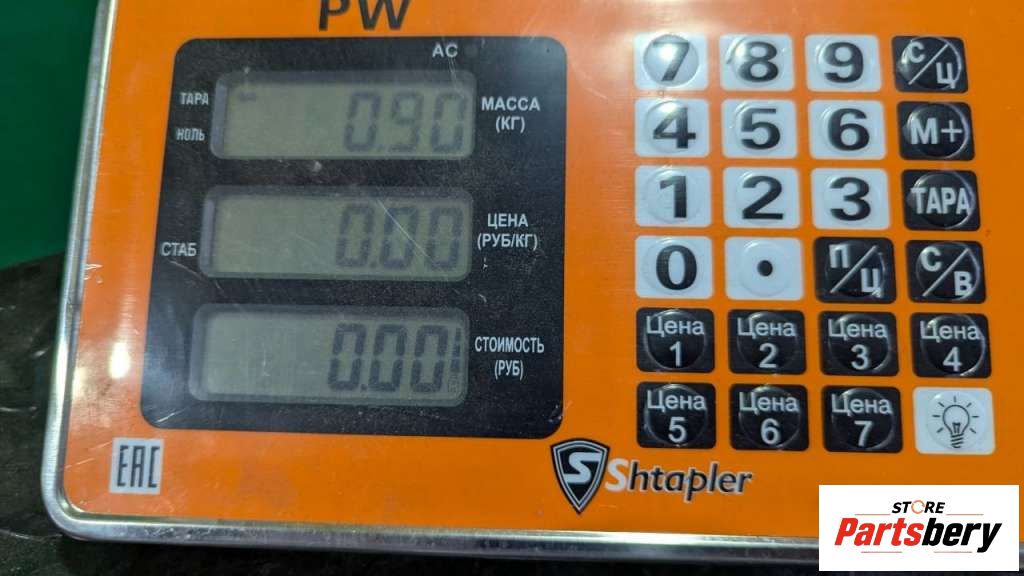 PW
AC
ТАРА
НОЛЬ
0.90
МАССА
(КГ)
СТАБ
0.00
ЦЕНА
(РУБ/КГ)
0.00
СТОИМОСТЬ
(РУБ)
7 8 9 С/Ц
4 5 6 М+
1 2 3 ТАРА
0 . П/Ц С/В
Цена 1 Цена 2 Цена 3 Цена 4
Цена 5 Цена 6 Цена 7
EAC
S Shtapler
STORE
Partsbery